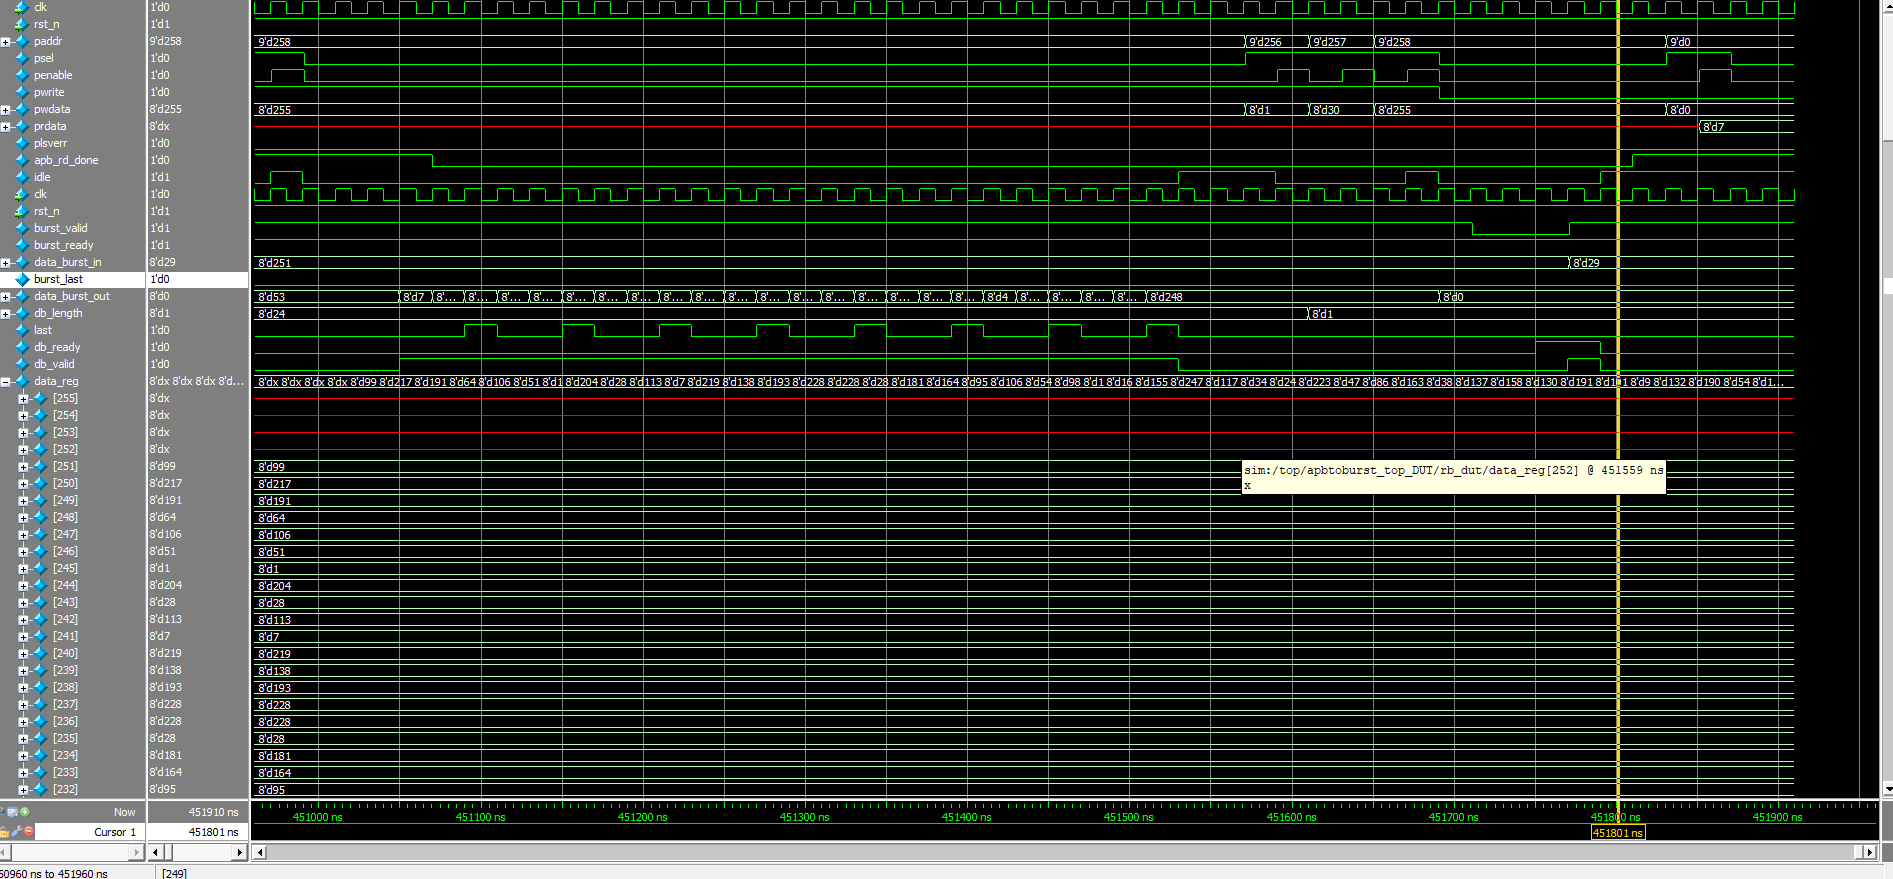 clk 1'd0
rst_n 1'd1
paddr 9'd258 9'd258 9'd256 9'd257 9'd258 9'd0
psel 1'd0
penable 1'd0
pwrite 1'd0
pwdata 8'd255 8'd255 8'd1 8'd30 8'd255 8'd0
prdata 8'dx 8'd7
plsverr 1'd0
apb_rd_done 1'd0
idle 1'd1
clk 1'd0
rst_n 1'd1
burst_valid 1'd1
burst_ready 1'd1
data_burst_in 8'd29 8'd251 8'd29
burst_last 1'd0
data_burst_out 8'd0 8'd53 8'd7 8'... 8'... 8'... 8'... 8'... 8'... 8'... 8'... 8'... 8'... 8'... 8'... 8'... 8'... 8'... 8'... 8'... 8'd4 8'... 8'... 8'... 8'... 8'd248 8'd0
db_length 8'd1 8'd24 8'd1
last 1'd0
db_ready 1'd0
db_valid 1'd0
data_reg 8'dx 8'dx 8'dx 8'd... 8'dx 8'dx 8'dx 8'dx 8'd99 8'd217 8'd191 8'd64 8'd106 8'd51 8'd1 8'd204 8'd28 8'd113 8'd7 8'd219 8'd138 8'd193 8'd228 8'd228 8'd28 8'd181 8'd164 8'd95 8'd106 8'd54 8'd98 8'd1 8'd16 8'd155 8'd247 8'd117 8'd34 8'd24 8'd223 8'd47 8'd86 8'd163 8'd38 8'd137 8'd158 8'd130 8'd191 8'd101 8'd9 8'd132 8'd190 8'd54 8'd1...
[255] 8'dx
[254] 8'dx
[253] 8'dx
[252] 8'dx
[251] 8'd99 8'd99
sim:/top/apbtoburst_top_DUT/rb_dut/data_reg[252] @ 451559 ns
x
[250] 8'd217 8'd217
[249] 8'd191 8'd191
[248] 8'd64 8'd64
[247] 8'd106 8'd106
[246] 8'd51 8'd51
[245] 8'd1 8'd1
[244] 8'd204 8'd204
[243] 8'd28 8'd28
[242] 8'd113 8'd113
[241] 8'd7 8'd7
[240] 8'd219 8'd219
[239] 8'd138 8'd138
[238] 8'd193 8'd193
[237] 8'd228 8'd228
[236] 8'd228 8'd228
[235] 8'd28 8'd28
[234] 8'd181 8'd181
[233] 8'd164 8'd164
[232] 8'd95 8'd95
Now 451910 ns 451000 ns 451100 ns 451200 ns 451300 ns 451400 ns 451500 ns 451600 ns 451700 ns 451800 ns 451900 ns
Cursor 1 451801 ns 451801 ns
50960 ns to 451960 ns [249]